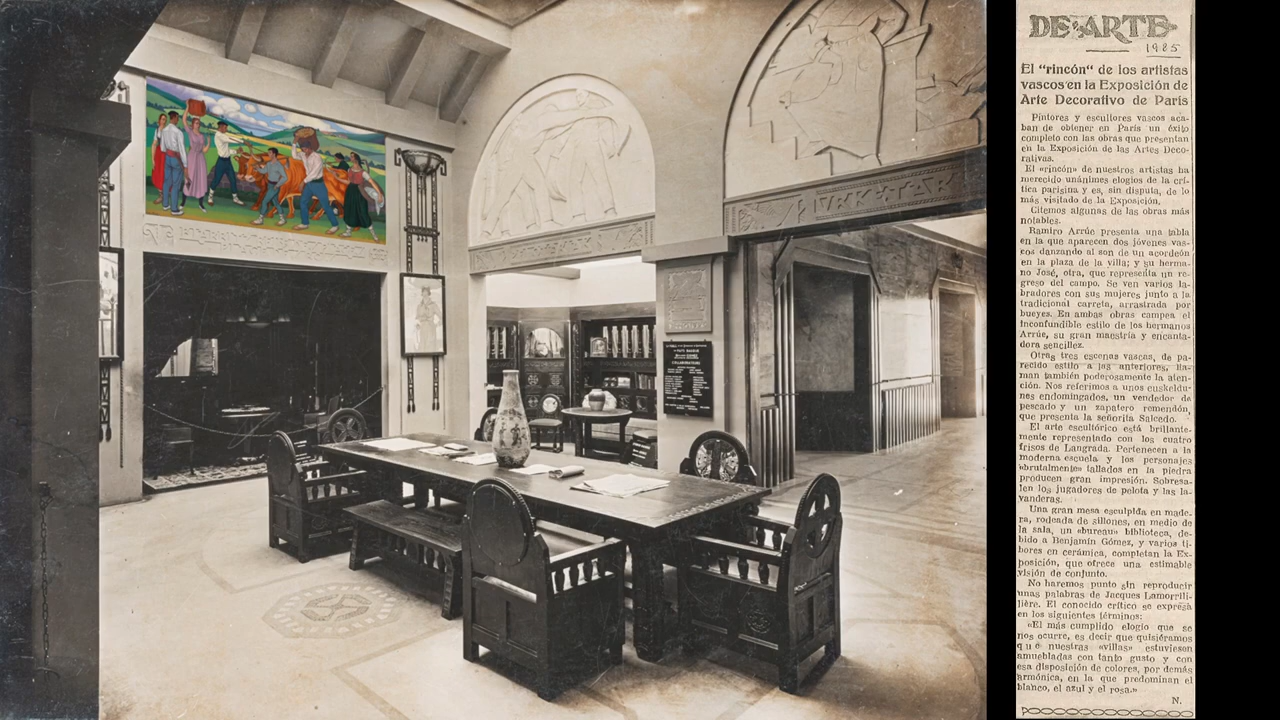 COLLABORATEURS
DE ARTE
1985
El "rincón" de los artistas
vascos en la Exposición de
Arte Decorativo de París
Pintores y escultores vascos aca-
ban de obtener en París un éxito
completo con las obras que presentan
en la Exposición de las Artes Deco-
rativas.
El «rincón» de nuestros artistas ha
merecido unánimes elogios de la crí-
tica parisina y es, sin disputa, de lo
más visitado de la Exposición.
Citemos algunas de las obras más
notables.
Ramiro Arrúe presenta una tabla
en la que aparecen dos jóvenes vas-
cos danzando al son de un acordeón
en la plaza de la villa; y su herma-
no José, otra, que representa un re-
greso del campo. Se ven varios la-
bradores con sus mujeres junto a la
tradicional carreta, arrastrada por
bueyes. En ambas obras campea el
inconfundible estilo de los hermanos
Arrúe, su gran maestría y encanta-
dora sencillez.
Otras tres escenas vascas, de pa-
recido estilo a las anteriores, lla-
man también poderosamente la aten-
ción. Nos referimos a unos euskeldu-
nes endomingados, un vendedor de
pescado y un zapatero remendón,
que presenta la señorita Salcedo.
El arte escultórico está brillante-
mente representado con los cuatro
frisos de Langrada. Pertenecen a la
moderna escuela, y los personajes
«brutalmente» tallados en la piedra
producen gran impresión. Sobresa-
len los jugadores de pelota y las la-
vanderas.
Una gran mesa esculpida en made-
ra, rodeada de sillones, en medio de
la sala, un «bureau» biblioteca, de-
bido a Benjamín Gómez, y varios ti-
bores en cerámica, completan la Ex-
posición, que ofrece una estimable
visión de conjunto.
No haremos punto sin reproducir
unas palabras de Jacques Lamorrilli-
lière. El conocido crítico se expresa
en los siguientes términos:
«El más cumplido elogio que se
nos ocurre, es decir que quisiéramos
que nuestras «villas» estuviesen
amuebladas con tanto gusto y con
esa disposición de colores, por demás
armónica, en la que predominan el
blanco, el azul y el rosa.»
N.